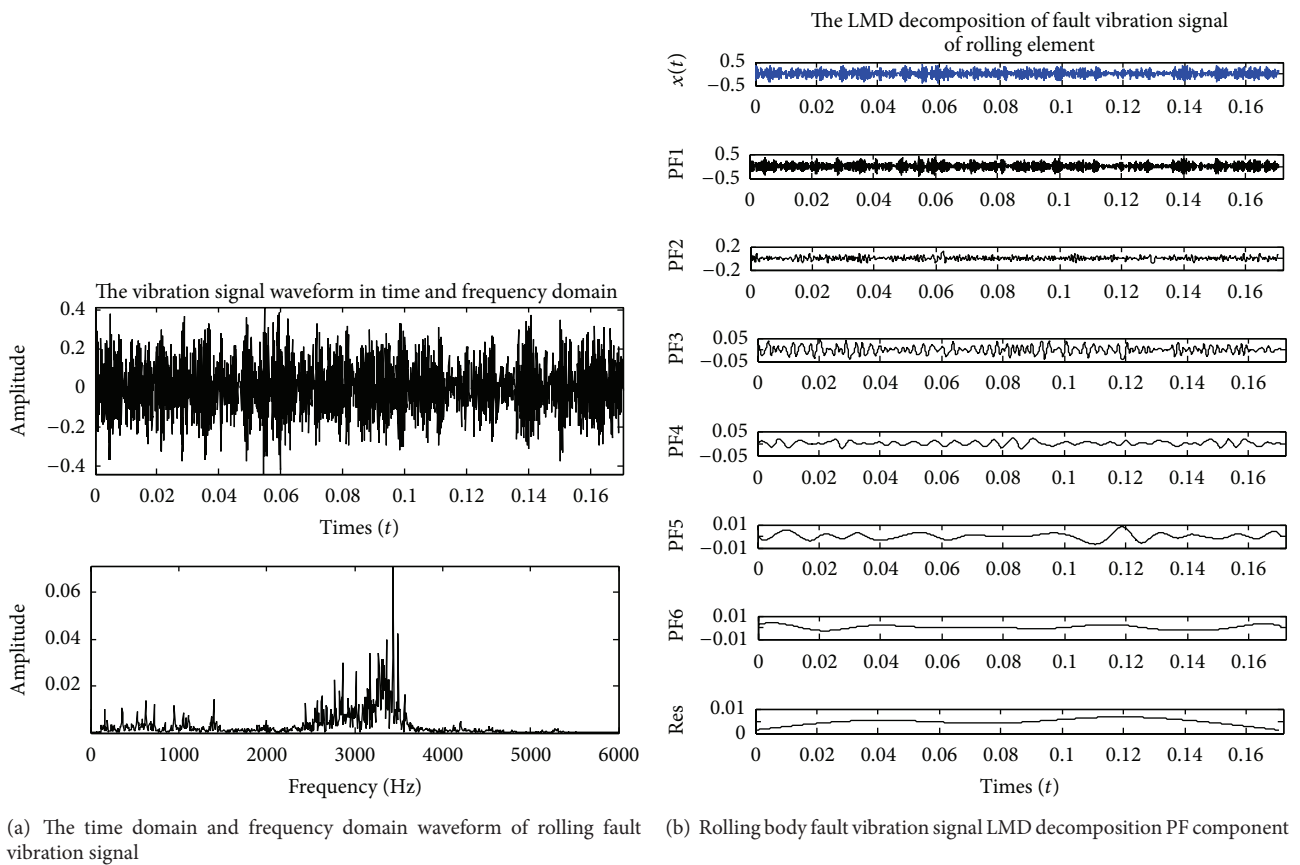 The vibration signal waveform in time and frequency domain
Amplitude
0.4
0.2
0
−0.2
−0.4
0 0.02 0.04 0.06 0.08 0.1 0.12 0.14 0.16
Times (t)
Amplitude
0.06
0.04
0.02
0 1000 2000 3000 4000 5000 6000
Frequency (Hz)
(a) The time domain and frequency domain waveform of rolling fault
vibration signal
The LMD decomposition of fault vibration signal
of rolling element
x(t)
0.5
−0.5
0 0.02 0.04 0.06 0.08 0.1 0.12 0.14 0.16
PF1
0.5
−0.5
0 0.02 0.04 0.06 0.08 0.1 0.12 0.14 0.16
PF2
0.2
−0.2
0 0.02 0.04 0.06 0.08 0.1 0.12 0.14 0.16
PF3
0.05
−0.05
0 0.02 0.04 0.06 0.08 0.1 0.12 0.14 0.16
PF4
0.05
−0.05
0 0.02 0.04 0.06 0.08 0.1 0.12 0.14 0.16
PF5
0.01
−0.01
0 0.02 0.04 0.06 0.08 0.1 0.12 0.14 0.16
PF6
0.01
−0.01
0 0.02 0.04 0.06 0.08 0.1 0.12 0.14 0.16
Res
0.01
0
0 0.02 0.04 0.06 0.08 0.1 0.12 0.14 0.16
Times (t)
(b) Rolling body fault vibration signal LMD decomposition PF component